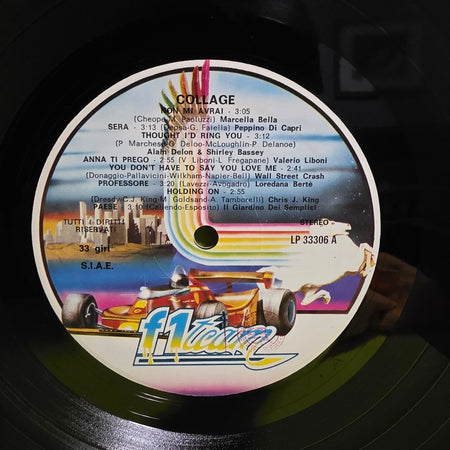 COLLAGE
NON MI AVRAI - 3:05
(Cheope-M. Paoluzzi) Marcella Bella
SERA - 3:13 (Depsa-G. Faiella) Peppino Di Capri
THOUGHT I'D RING YOU - 3:12
(P Marchese-V Deloo-McLoughlin-P Delanoe)
Alain Delon & Shirley Bassey
ANNA TI PREGO - 2:55 (V Liboni-L Fregapane) Valerio Liboni
YOU DON'T HAVE TO SAY YOU LOVE ME - 2:41
(Donaggio-Pallavicini-Wilkham-Napier-Bell) Wall Street Crash
PROFESSORE - 3:20 (Lavezzi-Avogadro) Loredana Berté
HOLDING ON - 2:55
(Dresdy-C.J. King-M Goldsand-A Tamborelli) Chris J. King
PAESE - 3:10 (Caliendo-Esposito) Il Giardino Dei Semplici
TUTTI I DIRITTI
RISERVATI
STEREO
33 giri
LP 33306 A
S.I.A.E.
f1 team